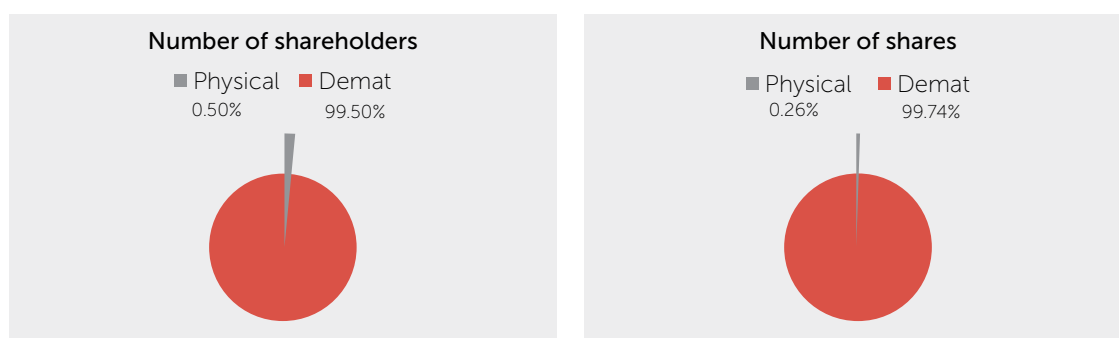 Number of shareholders
Physical Demat
0.50% 99.50%
Number of shares
Physical Demat
0.26% 99.74%